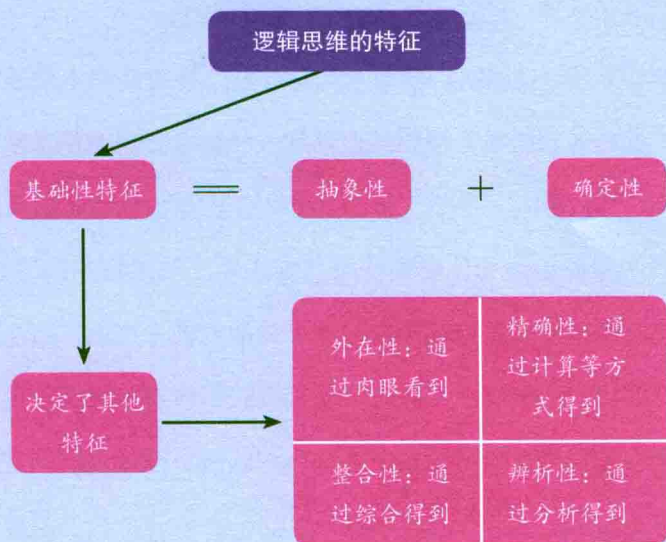 逻辑思维的特征
基础性特征
=
抽象性
+
确定性
决定了其他
特征
外在性：通
过肉眼看到
精确性：通
过计算等方
式得到
整合性：通
过综合得到
辨析性：通
过分析得到